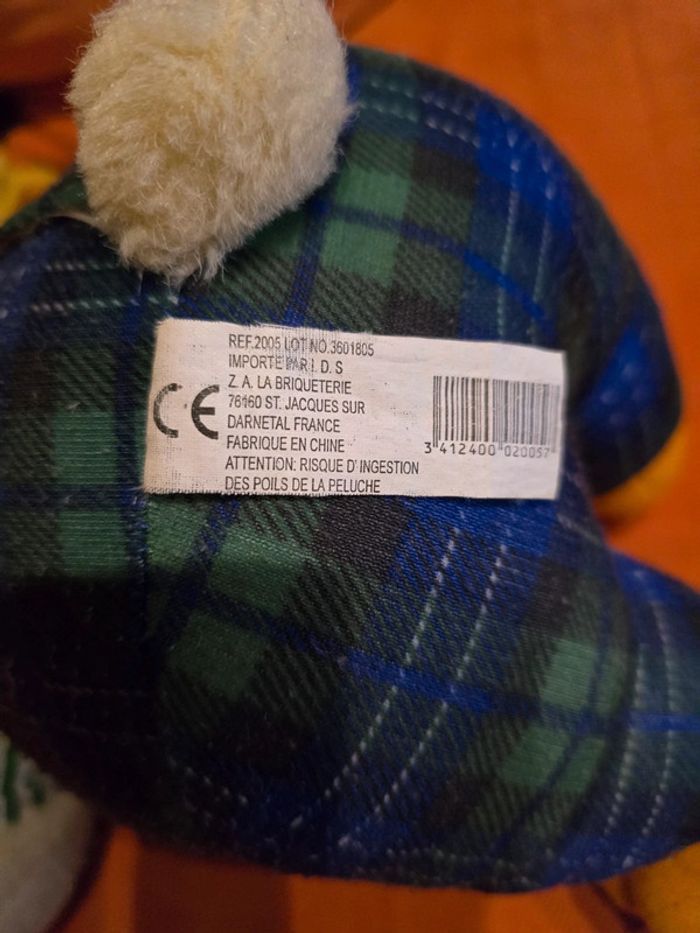 REF.2005 LOT NO.3601805
IMPORTE PAR I. D. S
Z. A. LA BRIQUETERIE
76160 ST. JACQUES SUR
DARNETAL FRANCE
FABRIQUE EN CHINE
ATTENTION: RISQUE D' INGESTION
DES POILS DE LA PELUCHE
CE
3 412400 020057